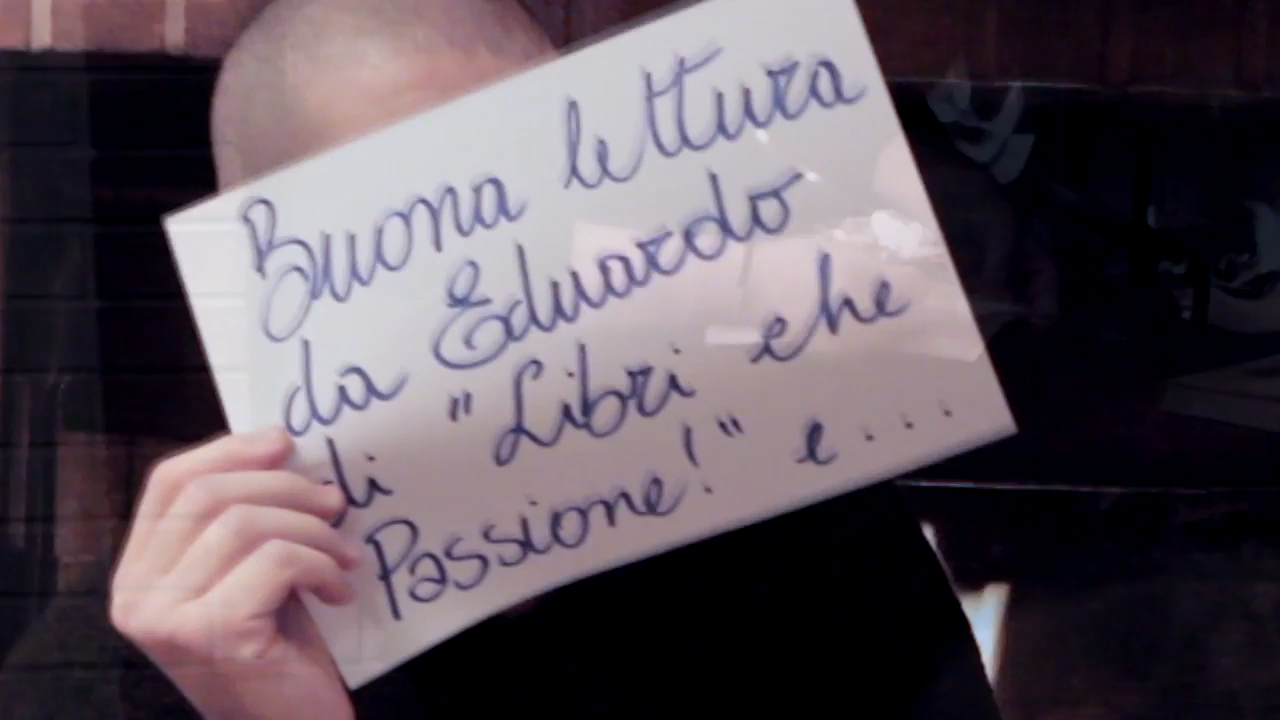 Buona lettura
da Eduardo
di "Libri che
Passione!" e...